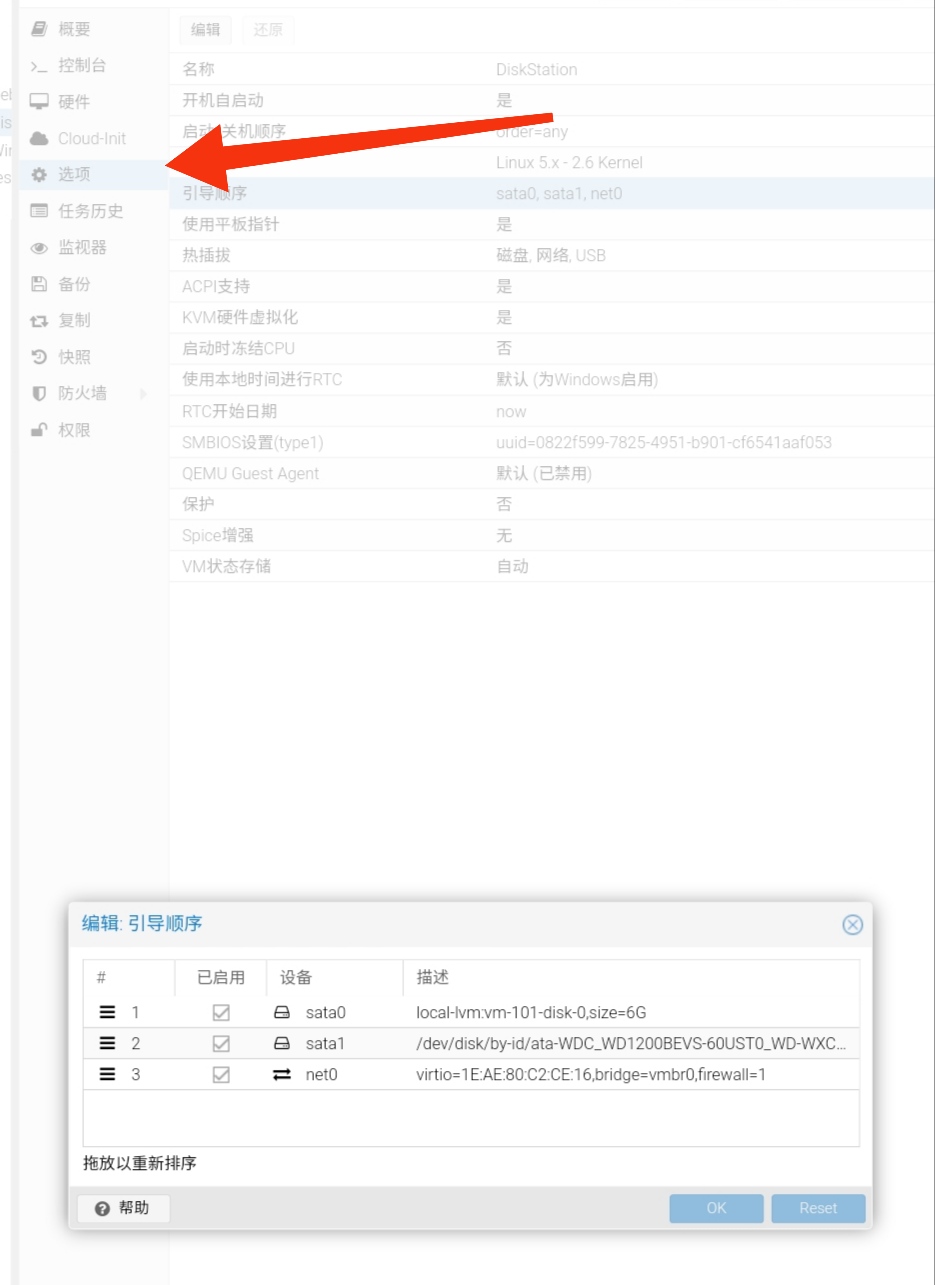 概要
控制台
硬件
Cloud-Init
选项
任务历史
监视器
备份
复制
快照
防火墙
权限
编辑 还原
名称 DiskStation
开机自启动 是
启动/关机顺序 order=any
Linux 5.x - 2.6 Kernel
引导顺序 sata0, sata1, net0
使用平板指针 是
热插拔 磁盘, 网络, USB
ACPI支持 是
KVM硬件虚拟化 是
启动时冻结CPU 否
使用本地时间进行RTC 默认 (为Windows启用)
RTC开始日期 now
SMBIOS设置(type1) uuid=0822f599-7825-4951-b901-cf6541aaf053
QEMU Guest Agent 默认 (已禁用)
保护 否
Spice增强 无
VM状态存储 自动
编辑: 引导顺序
# 已启用 设备 描述
1 sata0 local-lvm:vm-101-disk-0,size=6G
2 sata1 /dev/disk/by-id/ata-WDC_WD1200BEVS-60UST0_WD-WXC...
3 net0 virtio=1E:AE:80:C2:CE:16,bridge=vmbr0,firewall=1
拖放以重新排序
帮助 OK Reset